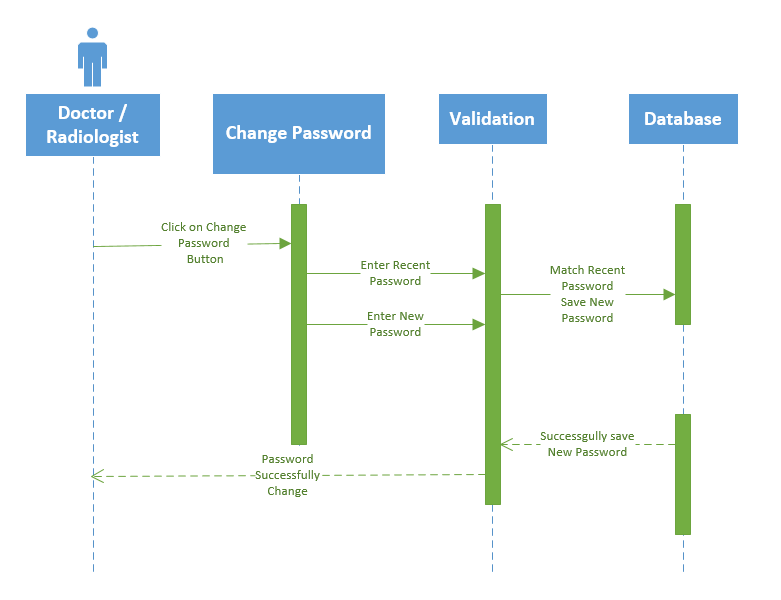 Doctor /
Radiologist
Change Password
Validation
Database
Click on Change
Password
Button
Enter Recent
Password
Match Recent
Password
Save New
Password
Enter New
Password
Successgully save
New Password
Password
Successfully
Change